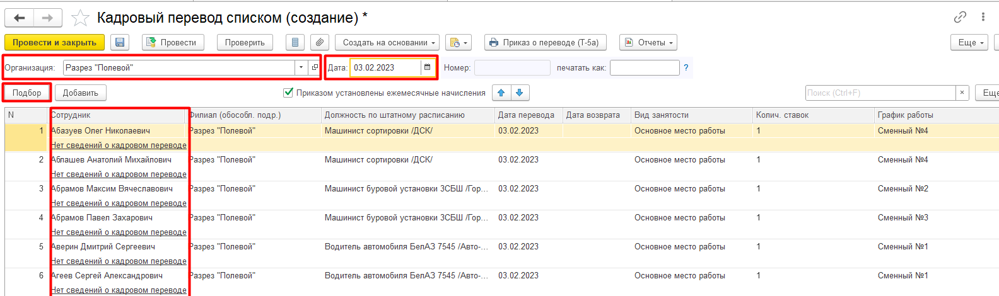 Кадровый перевод списком (создание) *
Провести и закрыть Провести Проверить Создать на основании Приказ о переводе (Т-5а) Отчеты Еще
Организация: Разрез "Полевой" Дата: 03.02.2023 Номер: печатать как: ?
Подбор Добавить Приказом установлены ежемесячные начисления Поиск (Ctrl+F) × Еще
N Сотрудник Филиал (обособл. подр.) Должность по штатному расписанию Дата перевода Дата возврата Вид занятости Колич. ставок График работы
1 Абазуев Олег Николаевич Разрез "Полевой" Машинист сортировки /ДСК/ 03.02.2023 Основное место работы 1 Сменный №4
Нет сведений о кадровом переводе
2 Аблашев Анатолий Михайлович Разрез "Полевой" Машинист сортировки /ДСК/ 03.02.2023 Основное место работы 1 Сменный №4
Нет сведений о кадровом переводе
3 Абрамов Максим Вячеславович Разрез "Полевой" Машинист буровой установки 3СБШ /Гор... 03.02.2023 Основное место работы 1 Сменный №2
Нет сведений о кадровом переводе
4 Абрамов Павел Захарович Разрез "Полевой" Машинист буровой установки 3СБШ /Гор... 03.02.2023 Основное место работы 1 Сменный №3
Нет сведений о кадровом переводе
5 Аверин Дмитрий Сергеевич Разрез "Полевой" Водитель автомобиля БелАЗ 7545 /Авто-... 03.02.2023 Основное место работы 1 Сменный №1
Нет сведений о кадровом переводе
6 Агеев Сергей Александрович Разрез "Полевой" Водитель автомобиля БелАЗ 7545 /Авто-... 03.02.2023 Основное место работы 1 Сменный №1
Нет сведений о кадровом переводе